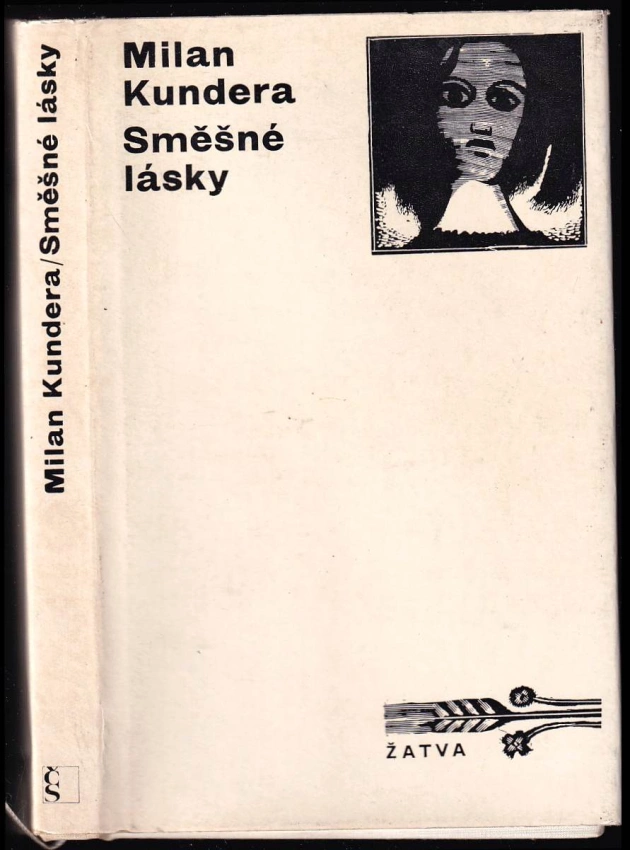 Milan
Kundera
Směšné
lásky
Milan Kundera/Směšné lásky
ŽATVA
ČS